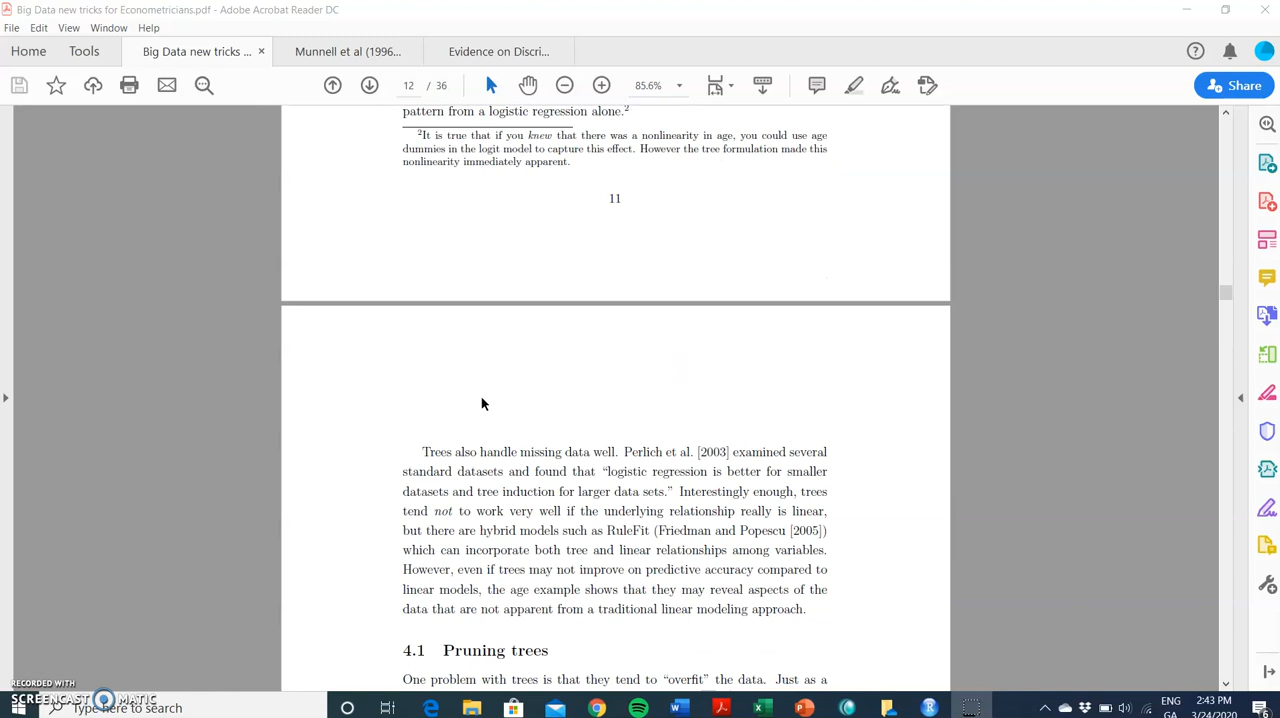 Big Data new tricks for Econometricians.pdf - Adobe Acrobat Reader DC
File Edit View Window Help
Home Tools Big Data new tricks ... × Munnell et al (1996... Evidence on Discri...
12 / 36 85.6% Share
pattern from a logistic regression alone.2
2It is true that if you knew that there was a nonlinearity in age, you could use age
dummies in the logit model to capture this effect. However the tree formulation made this
nonlinearity immediately apparent.
11
Trees also handle missing data well. Perlich et al. [2003] examined several
standard datasets and found that “logistic regression is better for smaller
datasets and tree induction for larger data sets.” Interestingly enough, trees
tend not to work very well if the underlying relationship really is linear,
but there are hybrid models such as RuleFit (Friedman and Popescu [2005])
which can incorporate both tree and linear relationships among variables.
However, even if trees may not improve on predictive accuracy compared to
linear models, the age example shows that they may reveal aspects of the
data that are not apparent from a traditional linear modeling approach.
4.1 Pruning trees
One problem with trees is that they tend to “overfit” the data. Just as a
RECORDED WITH
SCREENCAST MATIC
Type here to search
ENG
GA
2:43 PM
3/24/2020
6